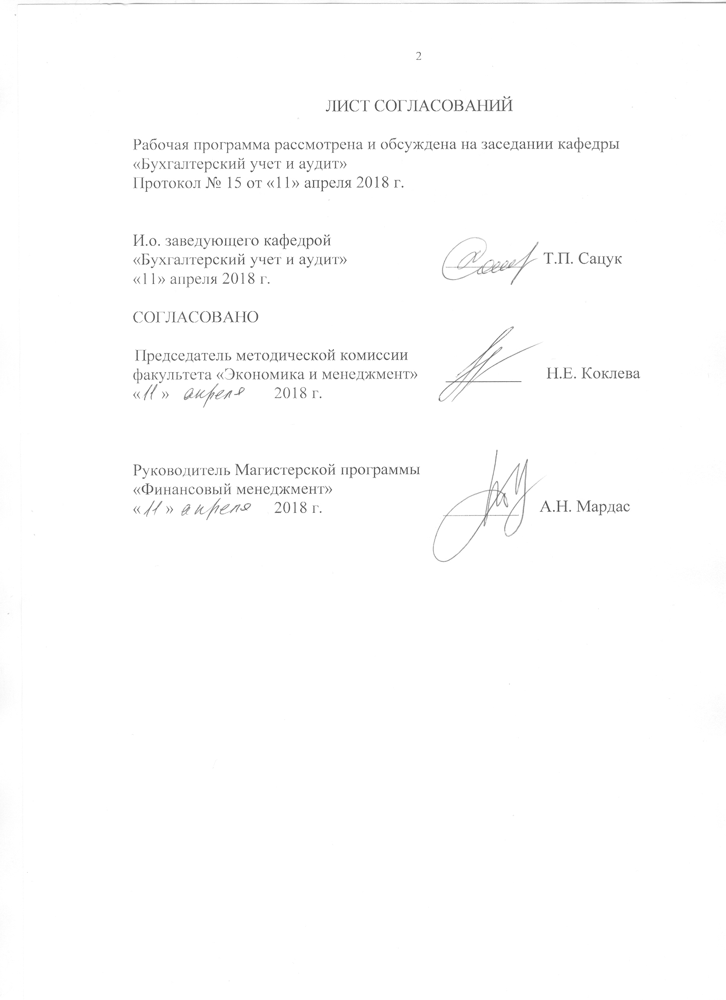 2
ЛИСТ СОГЛАСОВАНИЙ
Рабочая программа рассмотрена и обсуждена на заседании кафедры
«Бухгалтерский учет и аудит»
Протокол № 15 от «11» апреля 2018 г.
И.о. заведующего кафедрой
«Бухгалтерский учет и аудит» Т.П. Сацук
«11» апреля 2018 г.
СОГЛАСОВАНО
Председатель методической комиссии
факультета «Экономика и менеджмент» Н.Е. Коклева
«11» апреля 2018 г.
Руководитель Магистерской программы
«Финансовый менеджмент»
«11» апреля 2018 г. А.Н. Мардас